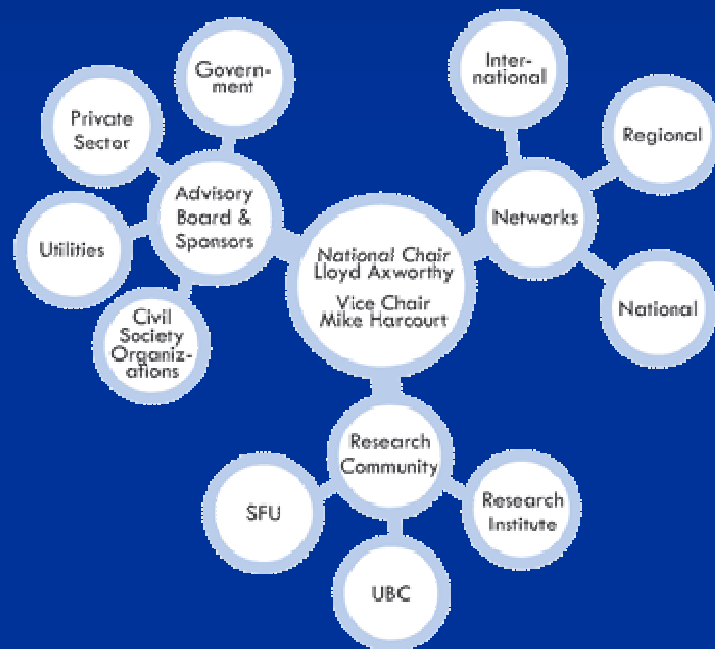 Govern-
ment
Private
Sector
Advisory
Board &
Sponsors
Utilities
Civil
Society
Organiz-
ations
National Chair
Lloyd Axworthy
Vice Chair
Mike Harcourt
Inter-
national
Regional
Networks
National
Research
Community
SFU
UBC
Research
Institute